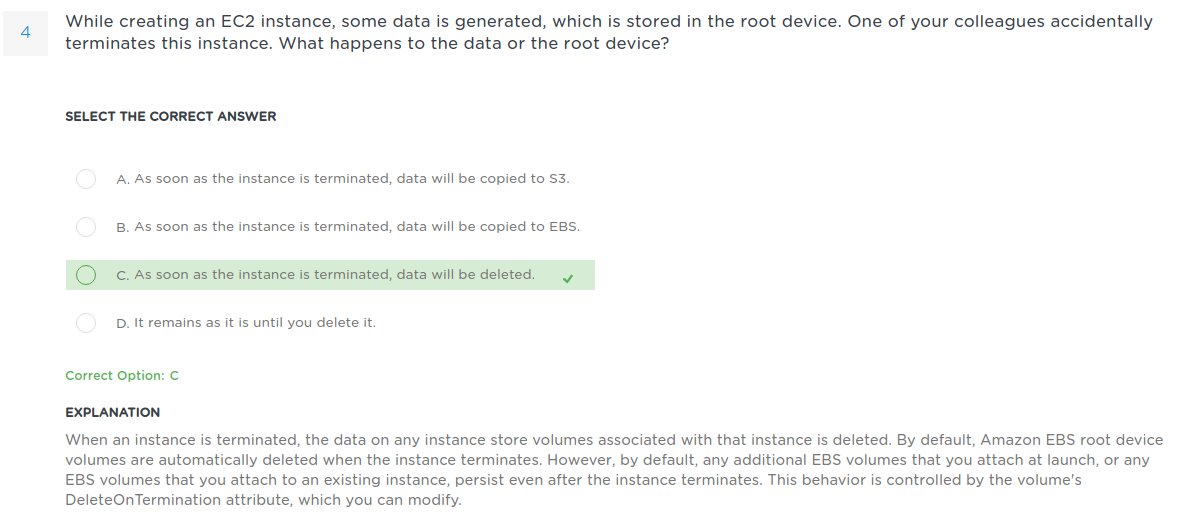 4
While creating an EC2 instance, some data is generated, which is stored in the root device. One of your colleagues accidentally
terminates this instance. What happens to the data or the root device?
SELECT THE CORRECT ANSWER
A. As soon as the instance is terminated, data will be copied to S3.
B. As soon as the instance is terminated, data will be copied to EBS.
C. As soon as the instance is terminated, data will be deleted.
D. It remains as it is until you delete it.
Correct Option: C
EXPLANATION
When an instance is terminated, the data on any instance store volumes associated with that instance is deleted. By default, Amazon EBS root device
volumes are automatically deleted when the instance terminates. However, by default, any additional EBS volumes that you attach at launch, or any
EBS volumes that you attach to an existing instance, persist even after the instance terminates. This behavior is controlled by the volume's
DeleteOnTermination attribute, which you can modify.